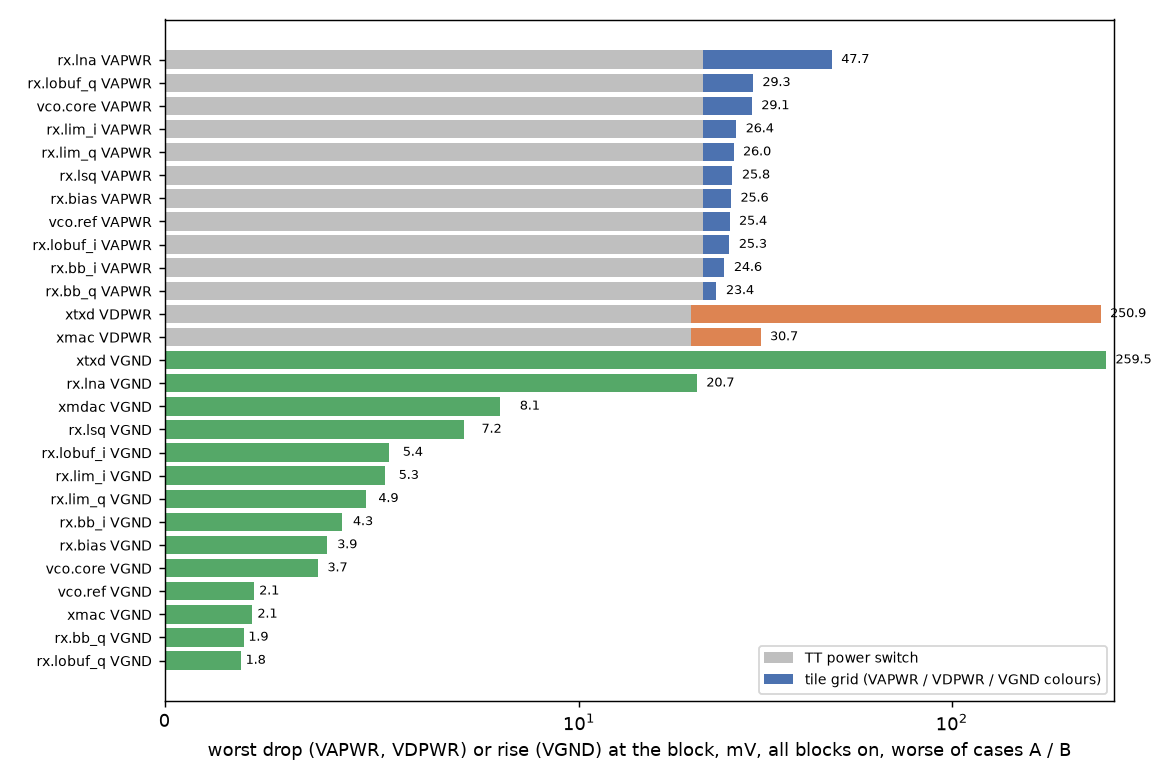 rx.lna VAPWR 47.7
rx.lobuf_q VAPWR 29.3
vco.core VAPWR 29.1
rx.lim_i VAPWR 26.4
rx.lim_q VAPWR 26.0
rx.lsq VAPWR 25.8
rx.bias VAPWR 25.6
vco.ref VAPWR 25.4
rx.lobuf_i VAPWR 25.3
rx.bb_i VAPWR 24.6
rx.bb_q VAPWR 23.4
xtxd VDPWR 250.9
xmac VDPWR 30.7
xtxd VGND 259.5
rx.lna VGND 20.7
xmdac VGND 8.1
rx.lsq VGND 7.2
rx.lobuf_i VGND 5.4
rx.lim_i VGND 5.3
rx.lim_q VGND 4.9
rx.bb_i VGND 4.3
rx.bias VGND 3.9
vco.core VGND 3.7
vco.ref VGND 2.1
xmac VGND 2.1
rx.bb_q VGND 1.9
rx.lobuf_q VGND 1.8
TT power switch
tile grid (VAPWR / VDPWR / VGND colours)
0 10¹ 10²
worst drop (VAPWR, VDPWR) or rise (VGND) at the block, mV, all blocks on, worse of cases A / B